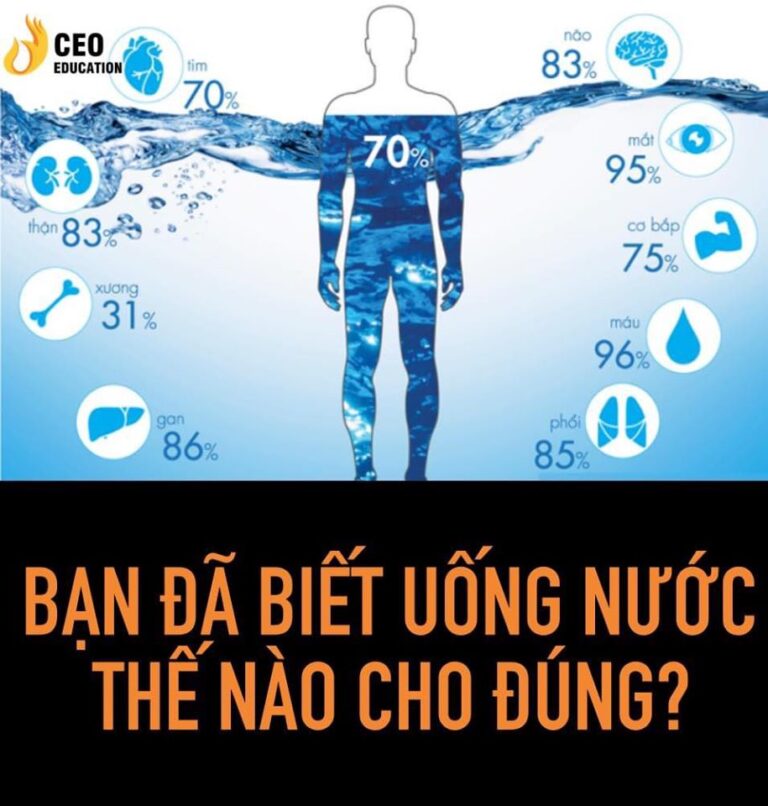 CEO
EDUCATION
tim
70%
não
83%
70%
mắt
95%
thận 83%
cơ bắp
75%
xương
31%
máu
96%
gan
86%
phổi
85%
BẠN ĐÃ BIẾT UỐNG NƯỚC
THẾ NÀO CHO ĐÚNG?